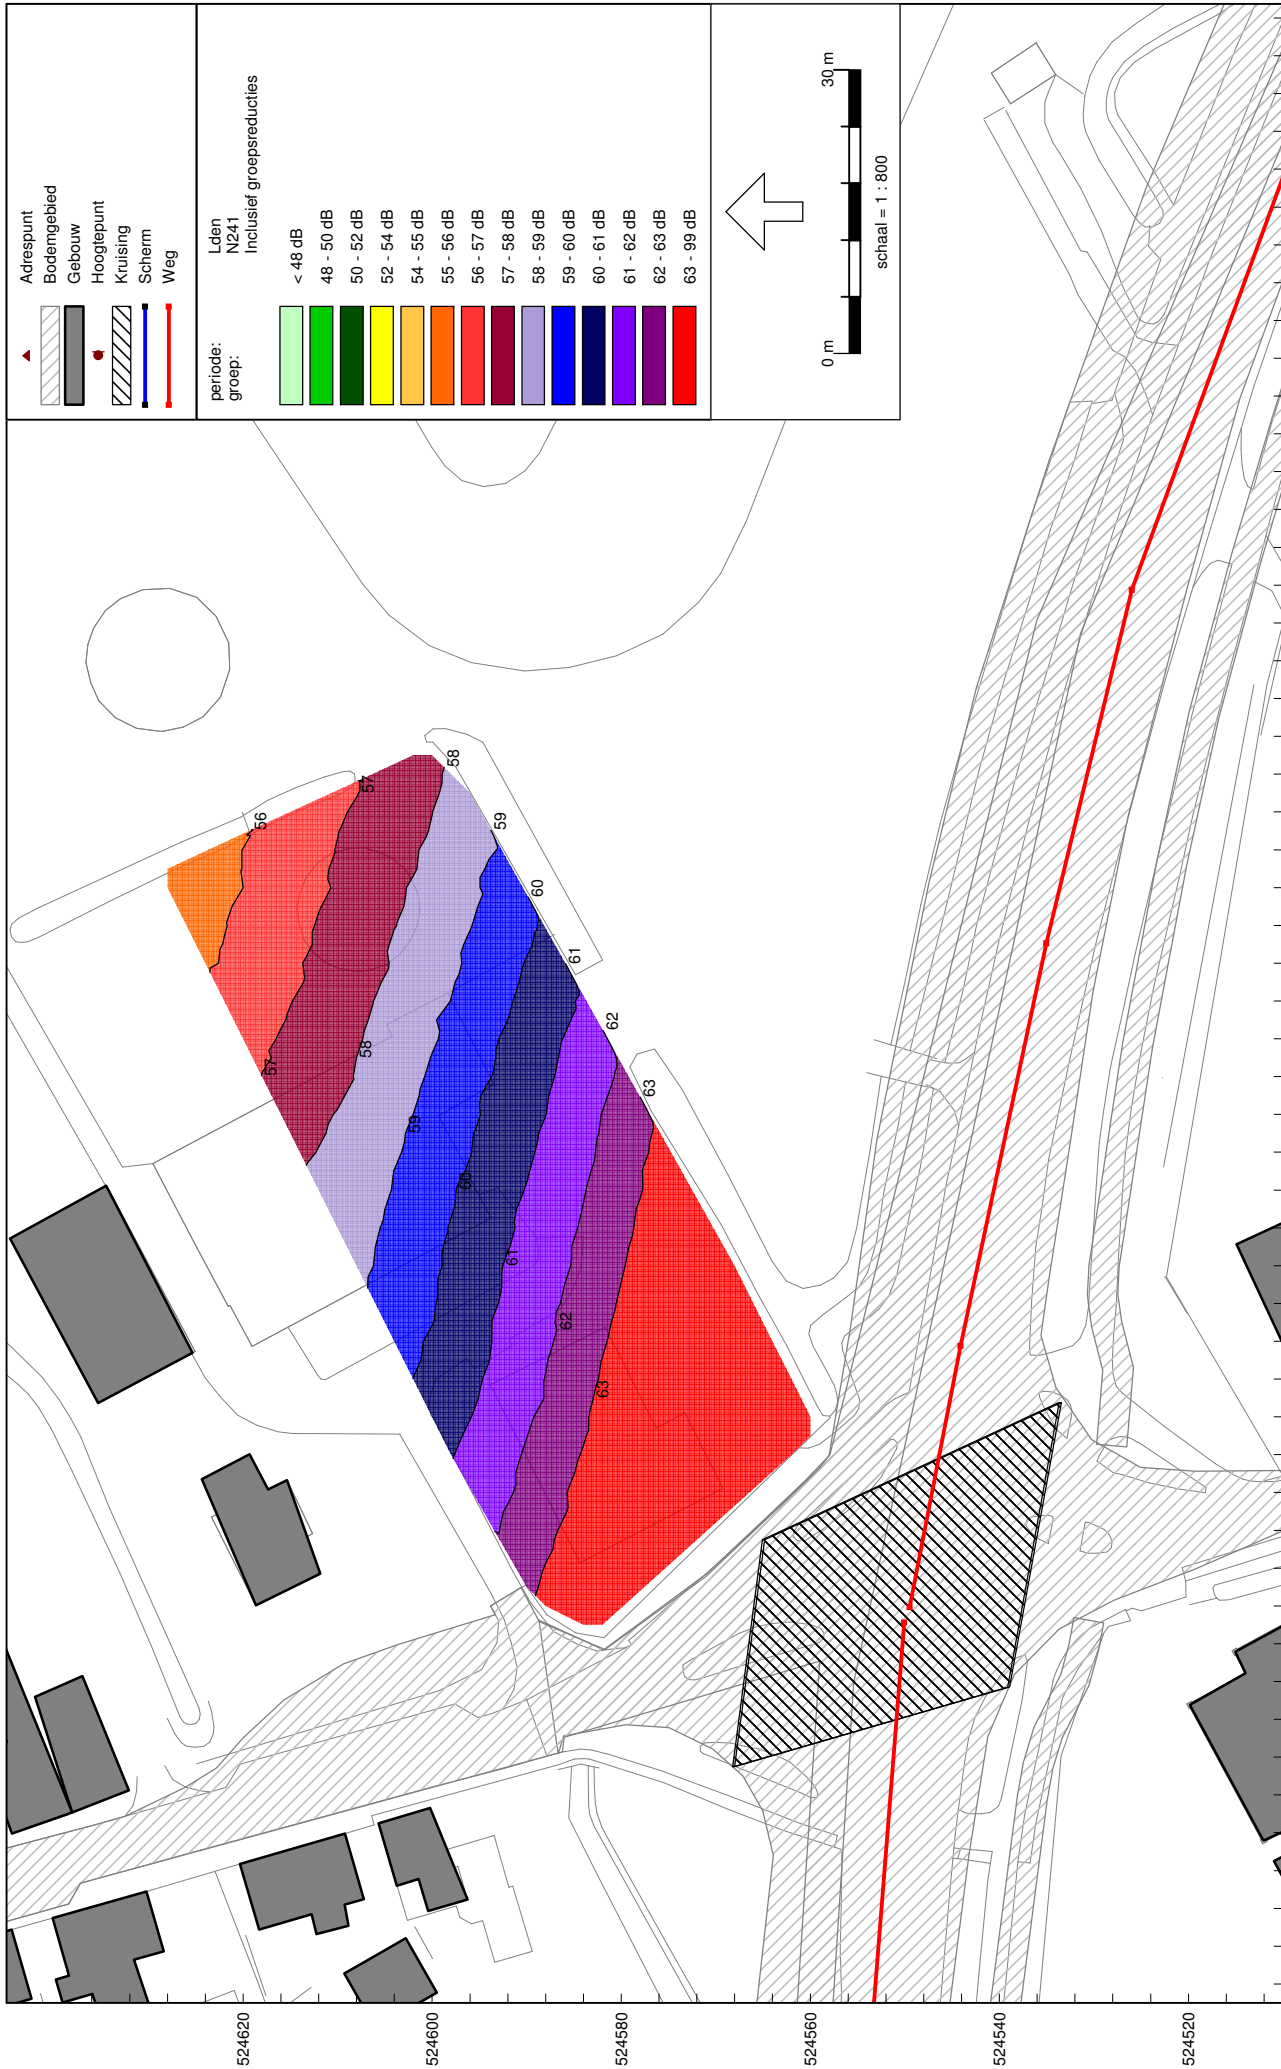 Adrespunt
Bodemgebied
Gebouw
Hoogtepunt
Kruising
Scherm
Weg
periode: Lden
groep: N241
Inclusief groepsreducties
< 48 dB
48 - 50 dB
50 - 52 dB
52 - 54 dB
54 - 55 dB
55 - 56 dB
56 - 57 dB
57 - 58 dB
58 - 59 dB
59 - 60 dB
60 - 61 dB
61 - 62 dB
62 - 63 dB
63 - 99 dB
0 m 30 m
schaal = 1 : 800
56
57
58
59
60
61
62
63
57
58
59
60
61
62
63
524620
524600
524580
524560
524540
524520